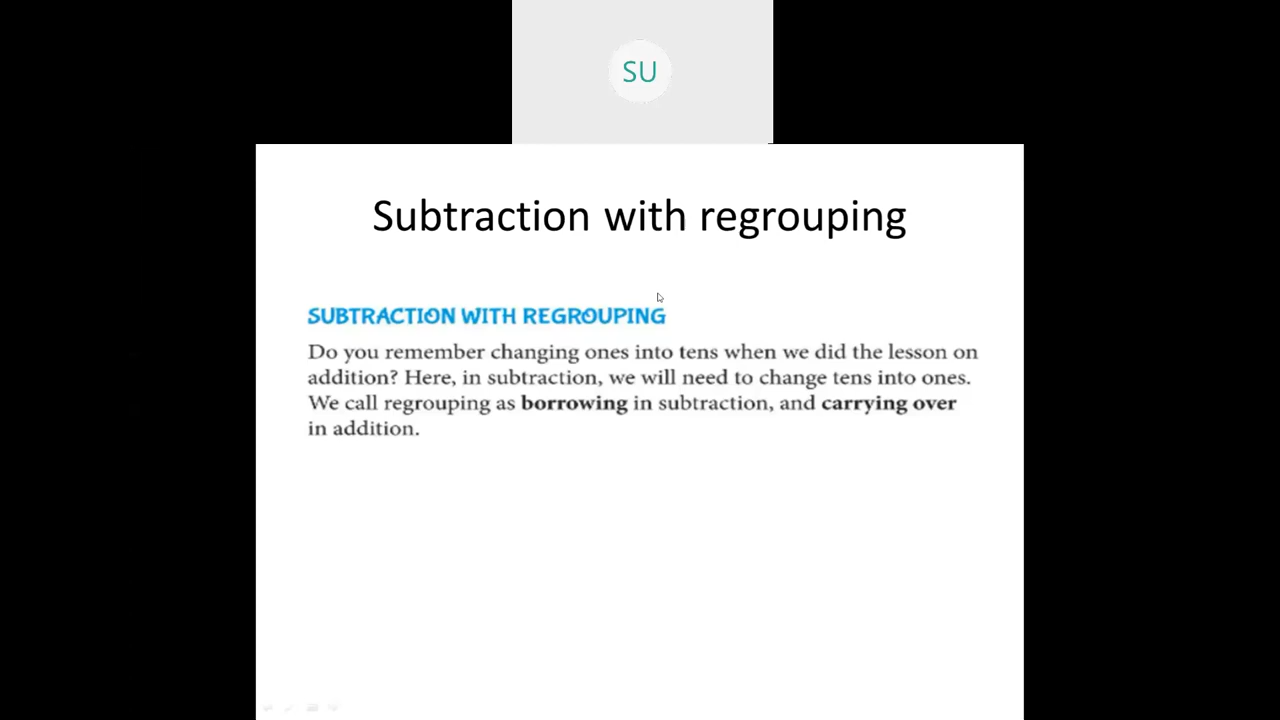 SU
Subtraction with regrouping
SUBTRACTION WITH REGROUPING
Do you remember changing ones into tens when we did the lesson on
addition? Here, in subtraction, we will need to change tens into ones.
We call regrouping as borrowing in subtraction, and carrying over
in addition.